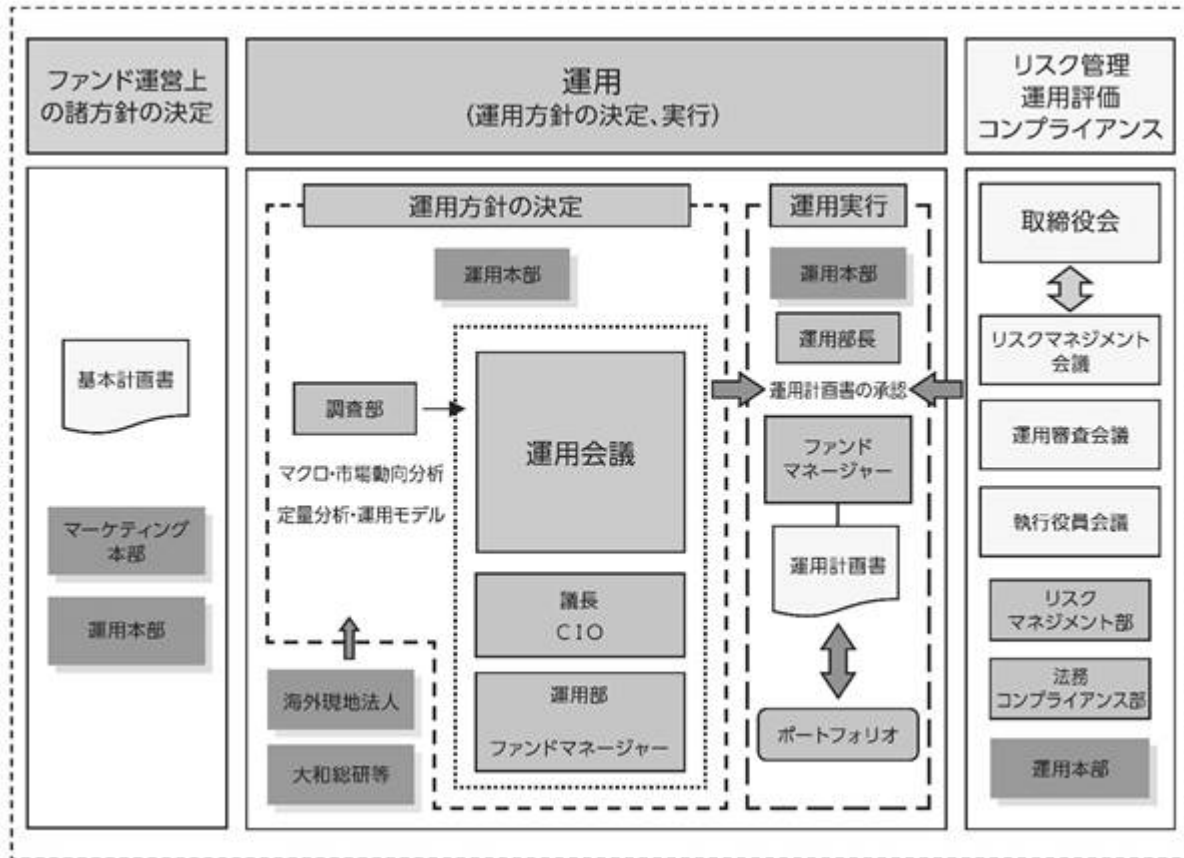 ファンド運営上
の諸方針の決定
運用
(運用方針の決定、実行)
リスク管理
運用評価
コンプライアンス
基本計画書
マーケティング
本部
運用本部
運用方針の決定
運用本部
調査部
マクロ・市場動向分析
定量分析・運用モデル
海外現地法人
大和総研等
運用会議
議長
CIO
運用部
ファンドマネージャー
運用実行
運用本部
運用部長
運用計画書の承認
ファンド
マネージャー
運用計画書
ポートフォリオ
取締役会
リスクマネジメント
会議
運用審査会議
執行役員会議
リスク
マネジメント部
法務
コンプライアンス部
運用本部